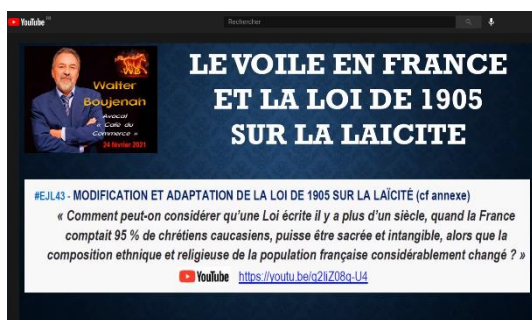 YouTube
Rechercher
LE VOILE EN FRANCE
ET LA LOI DE 1905
SUR LA LAICITE
WB
Walter
Boujenah
Avocat
« Café du
Commerce »
24 février 2021
#EJL43 - MODIFICATION ET ADAPTATION DE LA LOI DE 1905 SUR LA LAÏCITÉ (cf annexe)
« Comment peut-on considérer qu'une Loi écrite il y a plus d'un siècle, quand la France
comptait 95 % de chrétiens caucasiens, puisse être sacrée et intangible, alors que la
composition ethnique et religieuse de la population française considérablement changé ? »
YouTube https://youtu.be/q2IiZ08q-U4